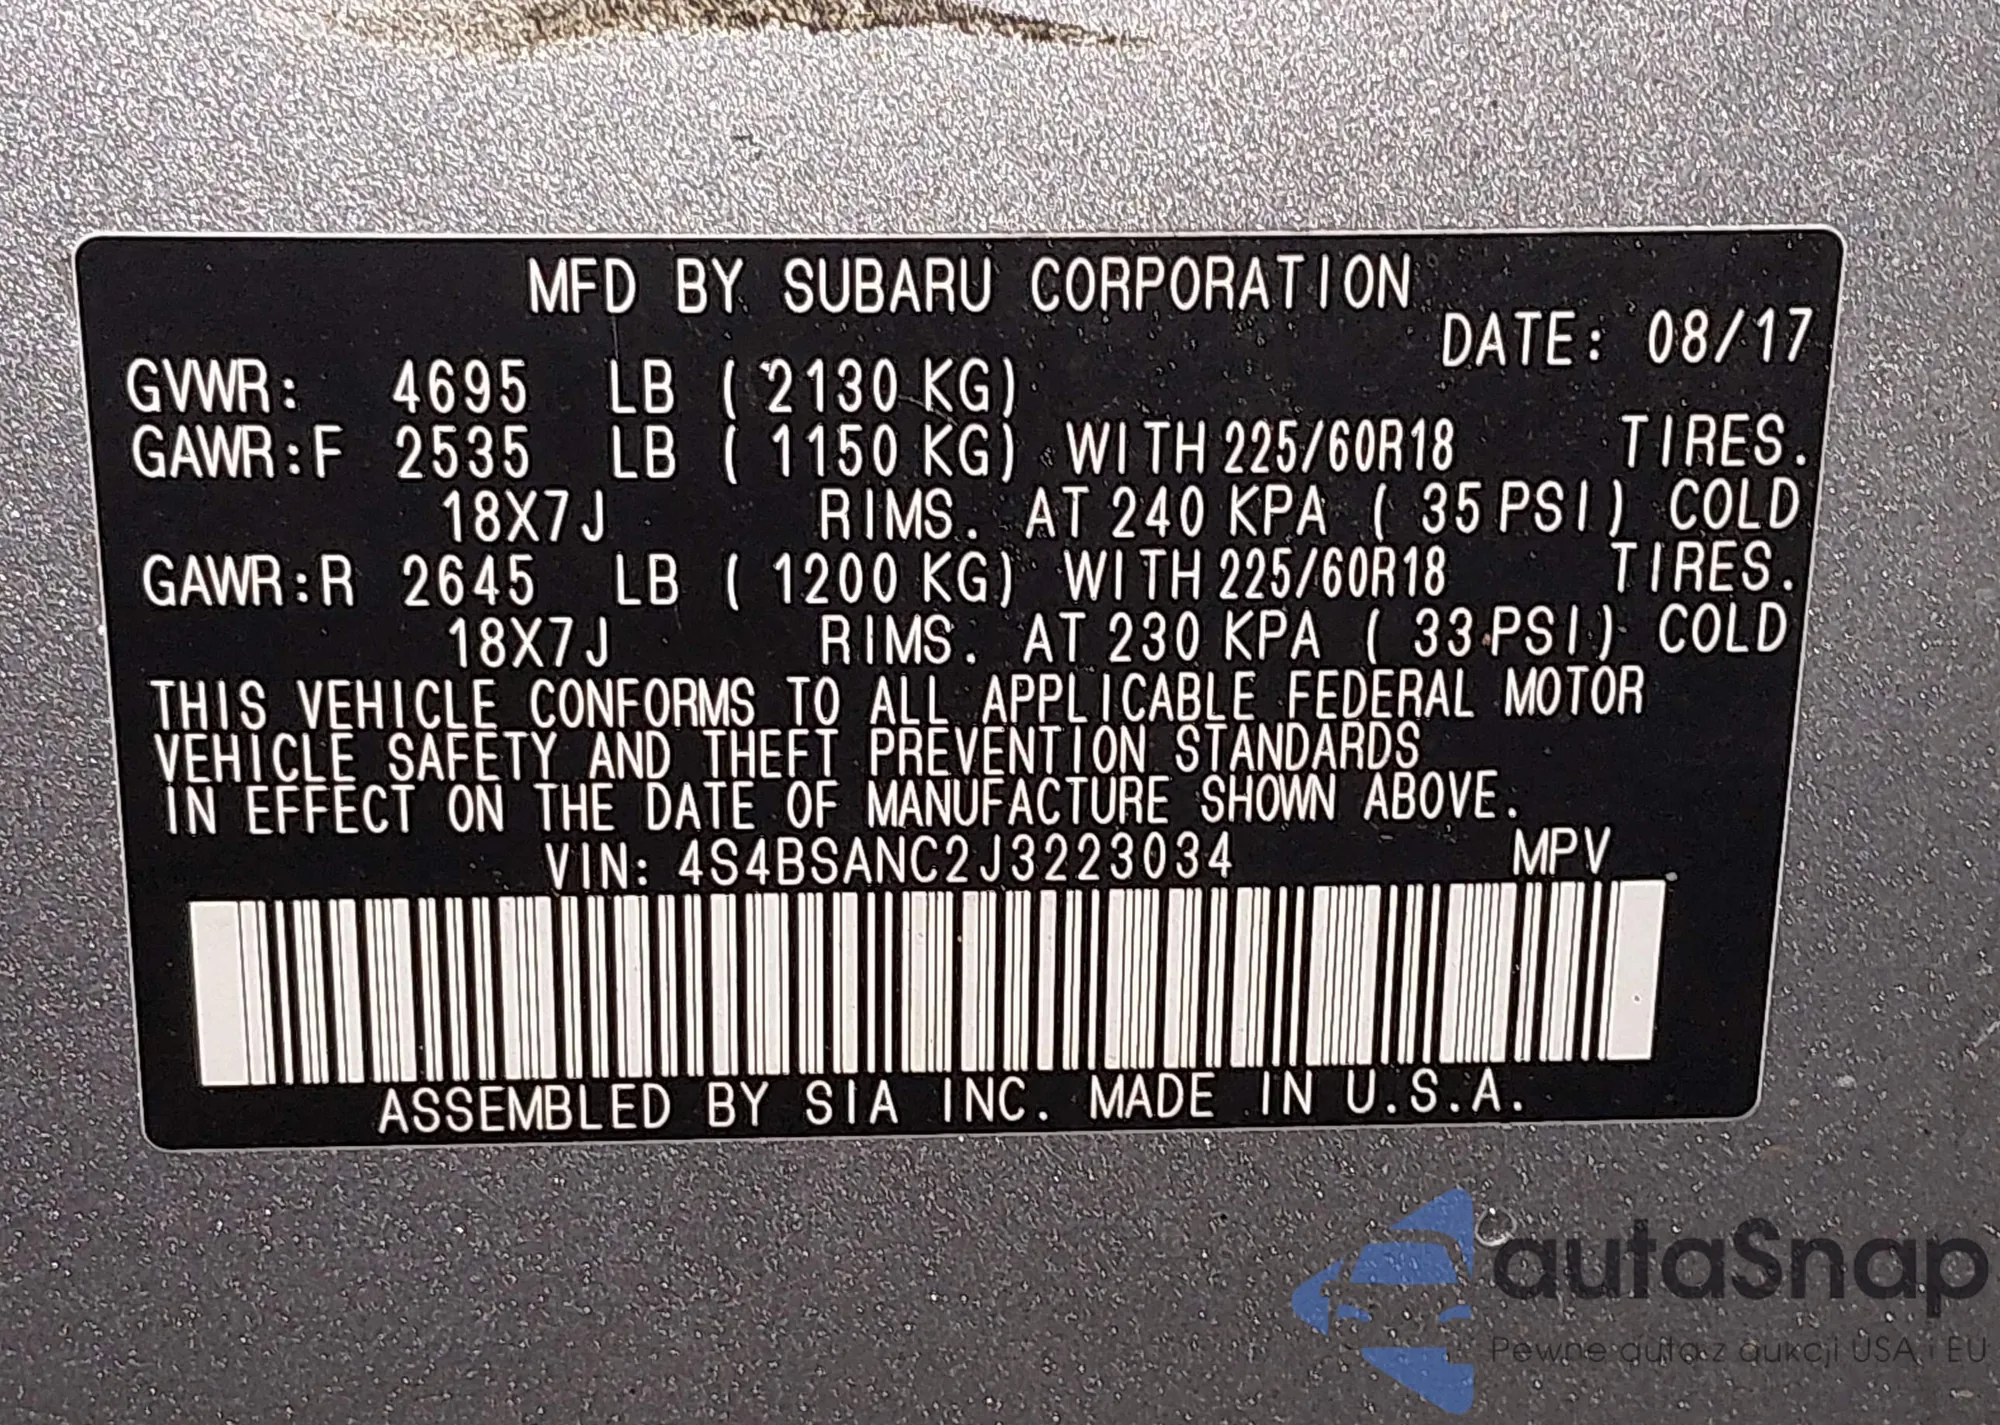 MFD BY SUBARU CORPORATION
DATE: 08/17
GVWR: 4695 LB ( 2130 KG)
GAWR:F 2535 LB ( 1150 KG) WITH 225/60R18 TIRES.
18X7J RIMS. AT 240 KPA ( 35 PSI) COLD
GAWR:R 2645 LB ( 1200 KG) WITH 225/60R18 TIRES.
18X7J RIMS. AT 230 KPA ( 33 PSI) COLD
THIS VEHICLE CONFORMS TO ALL APPLICABLE FEDERAL MOTOR
VEHICLE SAFETY AND THEFT PREVENTION STANDARDS
IN EFFECT ON THE DATE OF MANUFACTURE SHOWN ABOVE.
VIN: 4S4BSANC2J3223034 MPV
ASSEMBLED BY SIA INC. MADE IN U.S.A.
autaSnap
Pewne auta z aukcji USA i EU